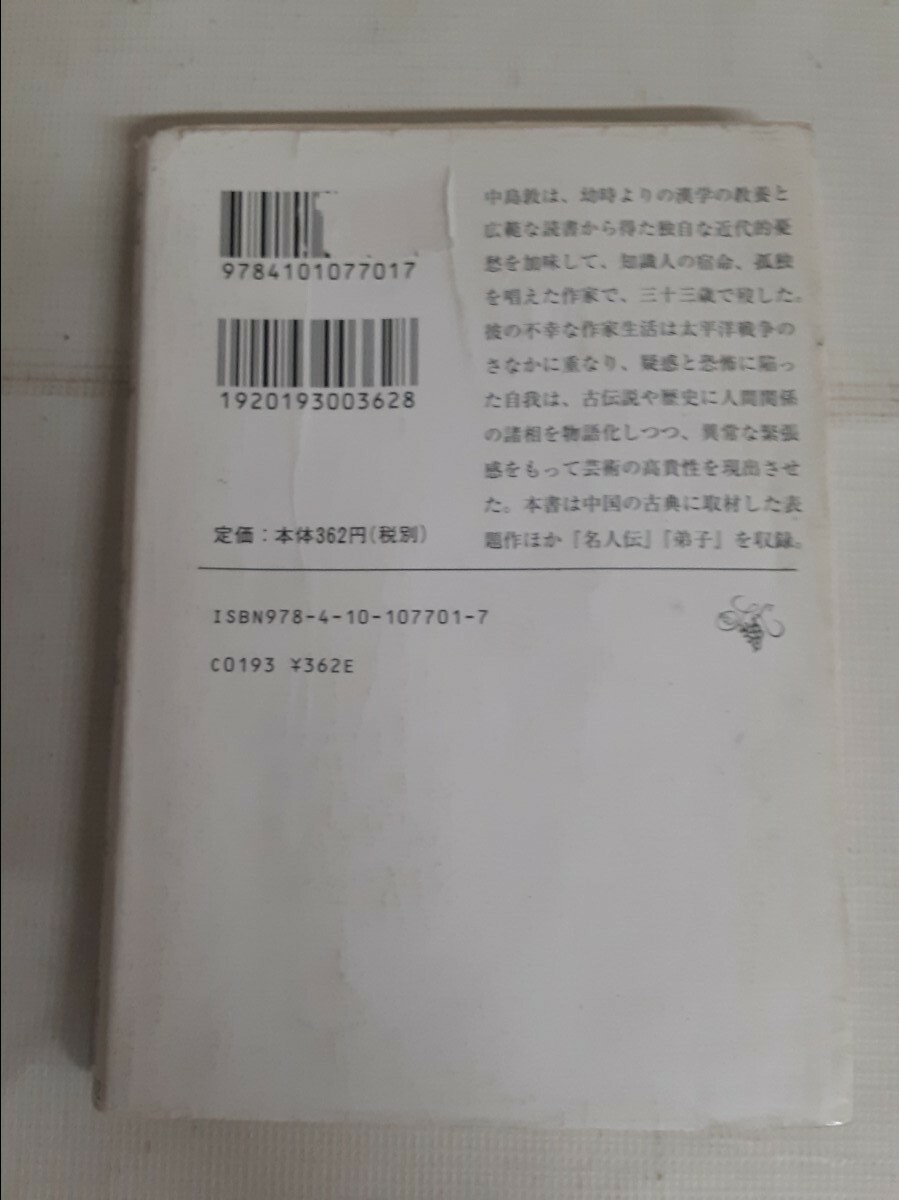 9784101077017
1920193003628
定価：本体362円(税別)
中島敦は、幼時よりの漢学の教養と
広範な読書から得た独自な近代的憂
愁を加味して、知識人の宿命、孤独
を唱えた作家で、三十三歳で歿した。
彼の不幸な作家生活は太平洋戦争の
さなかに重なり、疑惑と恐怖に陥っ
た自我は、古伝説や歴史に人間関係
の諸相を物語化しつつ、異常な緊張
感をもって芸術の高貴性を現出させ
た。本書は中国の古典に取材した表
題作ほか『名人伝』『弟子』を収録。
ISBN978-4-10-107701-7
C0193 ¥362E